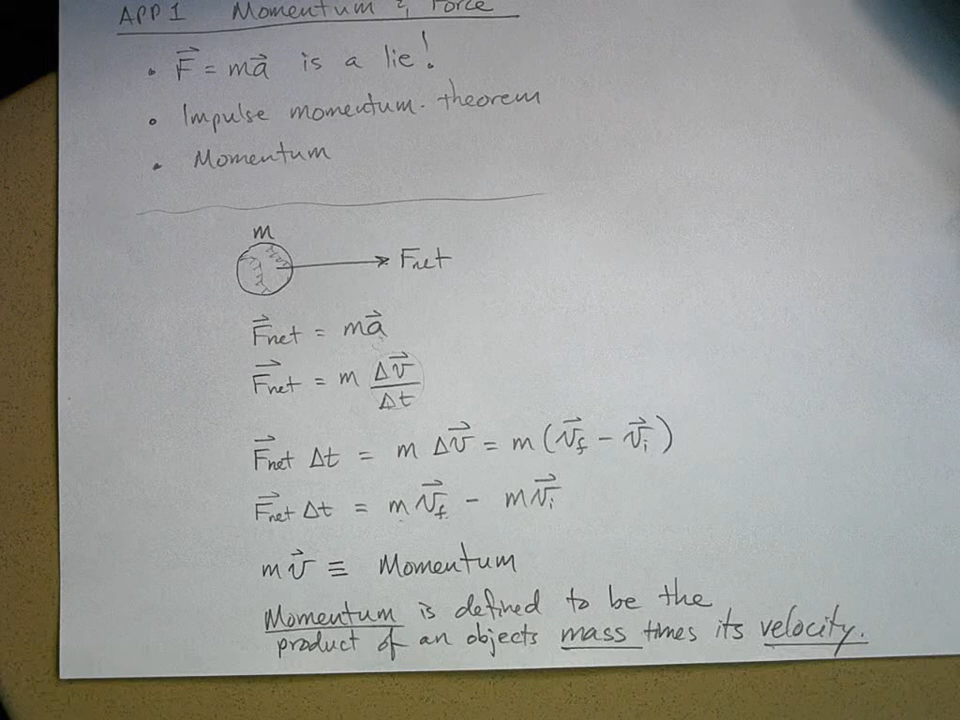 APP 1 Momentum & Force
• F⃗ = ma⃗ is a lie!
• Impulse momentum. theorem
• Momentum
m
Fnet
F⃗net = ma⃗
F⃗net = m Δv⃗/Δt
F⃗net Δt = m Δv⃗ = m (v⃗f - v⃗i)
F⃗net Δt = m v⃗f - m v⃗i
m v⃗ ≡ Momentum
Momentum is defined to be the
product of an objects mass times its velocity.